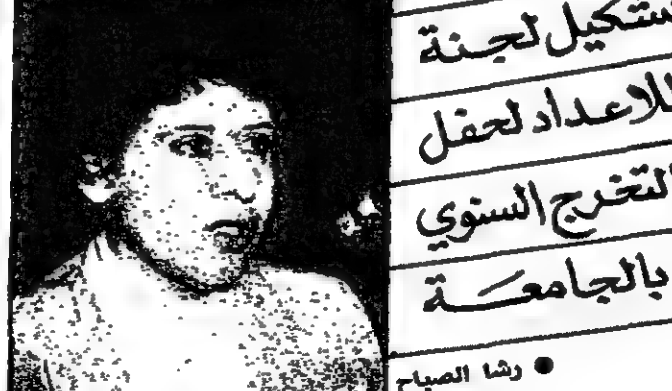 تشكيل لجنة
للاعداد لحفل
التخرج السنوي
بالجامعة
● رشا الصباح